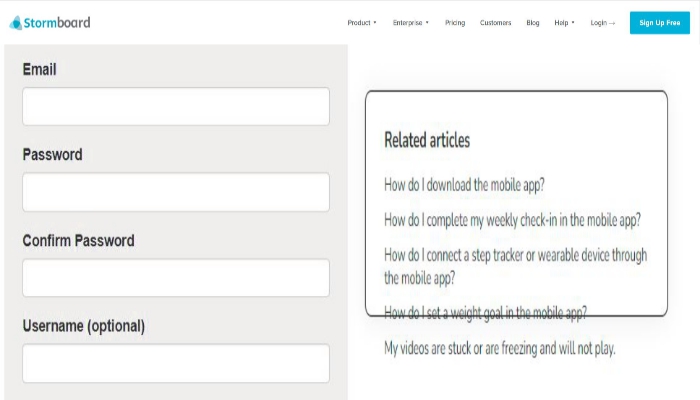 Stormboard
Product
Enterprise
Pricing
Customers
Blog
Help
Login →
Sign Up Free
Email
Password
Confirm Password
Username (optional)
Related articles
How do I download the mobile app?
How do I complete my weekly check-in in the mobile app?
How do I connect a step tracker or wearable device through
the mobile app?
How do I set a weight goal in the mobile app?
My videos are stuck or are freezing and will not play.